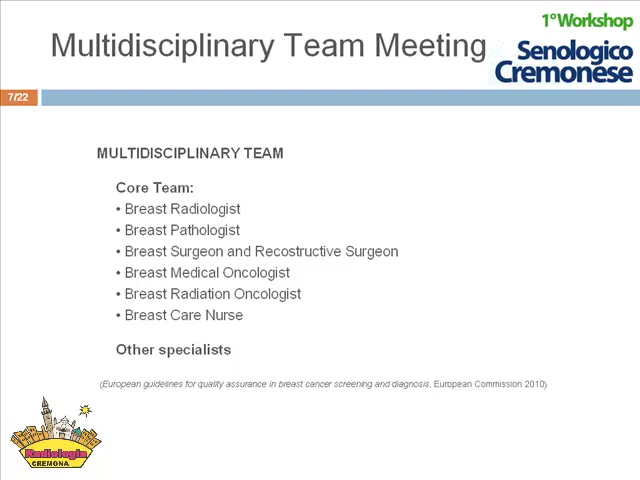 1°Workshop
Multidisciplinary Team Meeting
Senologico
Cremonese
7/22
MULTIDISCIPLINARY TEAM
Core Team:
• Breast Radiologist
• Breast Pathologist
• Breast Surgeon and Recostructive Surgeon
• Breast Medical Oncologist
• Breast Radiation Oncologist
• Breast Care Nurse
Other specialists
(European guidelines for quality assurance in breast cancer screening and diagnosis, European Commission 2010)
Radiologia
CREMONA